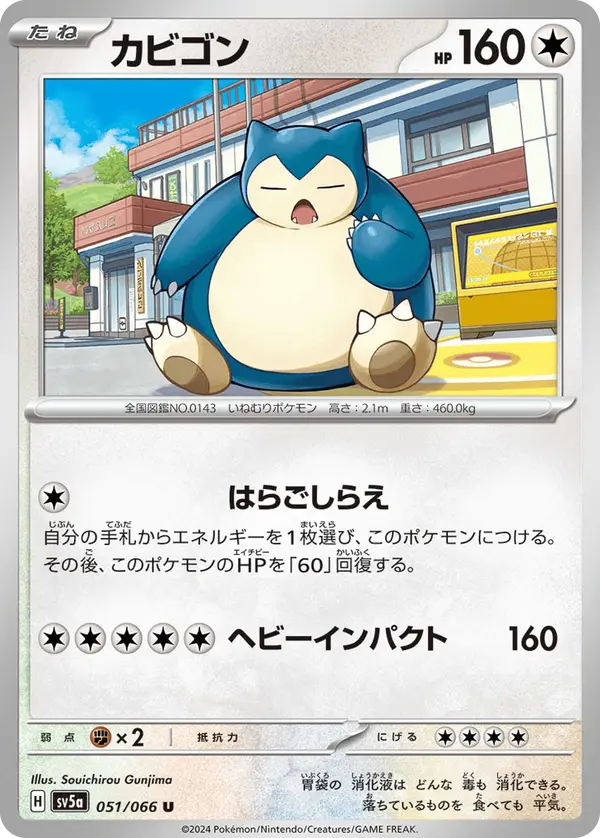 たね カビゴン HP 160
全国図鑑NO.0143 いねむりポケモン 高さ:2.1m 重さ:460.0kg
はらごしらえ
自分の手札からエネルギーを1枚選び、このポケモンにつける。
その後、このポケモンのHPを「60」回復する。
ヘビーインパクト 160
弱点 ×2 抵抗力 にげる
Illus. Souichirou Gunjima
H sv5a 051/066 U
胃袋の 消化液は どんな 毒も 消化できる。
落ちているものを 食べても 平気。
©2024 Pokémon/Nintendo/Creatures/GAME FREAK.